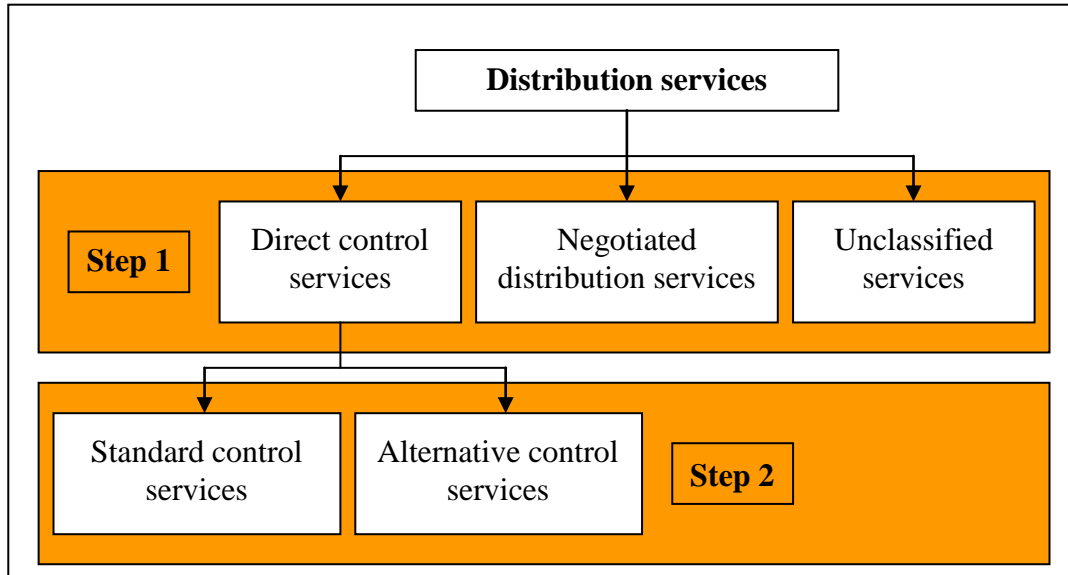 Distribution services
Step 1
Direct control
services
Negotiated
distribution services
Unclassified
services
Standard control
services
Alternative control
services
Step 2